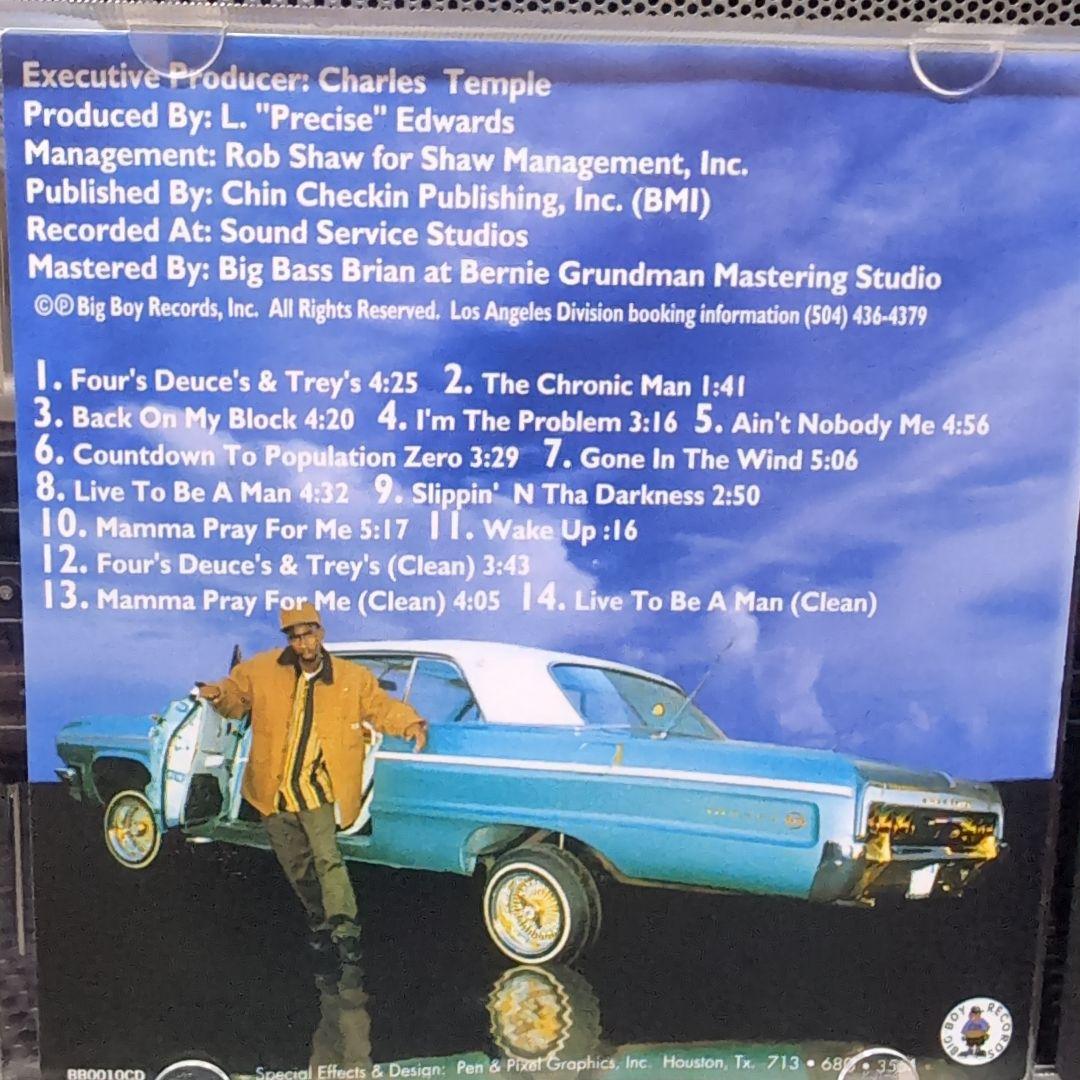 Executive Producer: Charles Temple
Produced By: L. "Precise" Edwards
Management: Rob Shaw for Shaw Management, Inc.
Published By: Chin Checkin Publishing, Inc. (BMI)
Recorded At: Sound Service Studios
Mastered By: Big Bass Brian at Bernie Grundman Mastering Studio
©℗ Big Boy Records, Inc. All Rights Reserved. Los Angeles Division booking information (504) 436-4379
1. Four's Deuce's & Trey's 4:25 2. The Chronic Man 1:41
3. Back On My Block 4:20 4. I'm The Problem 3:16 5. Ain't Nobody Me 4:56
6. Countdown To Population Zero 3:29 7. Gone In The Wind 5:06
8. Live To Be A Man 4:32 9. Slippin' N Tha Darkness 2:50
10. Mamma Pray For Me 5:17 11. Wake Up :16
12. Four's Deuce's & Trey's (Clean) 3:43
13. Mamma Pray For Me (Clean) 4:05 14. Live To Be A Man (Clean)
BIG BOY RECORDS
BB0010CD Special Effects & Design: Pen & Pixel Graphics, Inc. Houston, Tx. 713 •